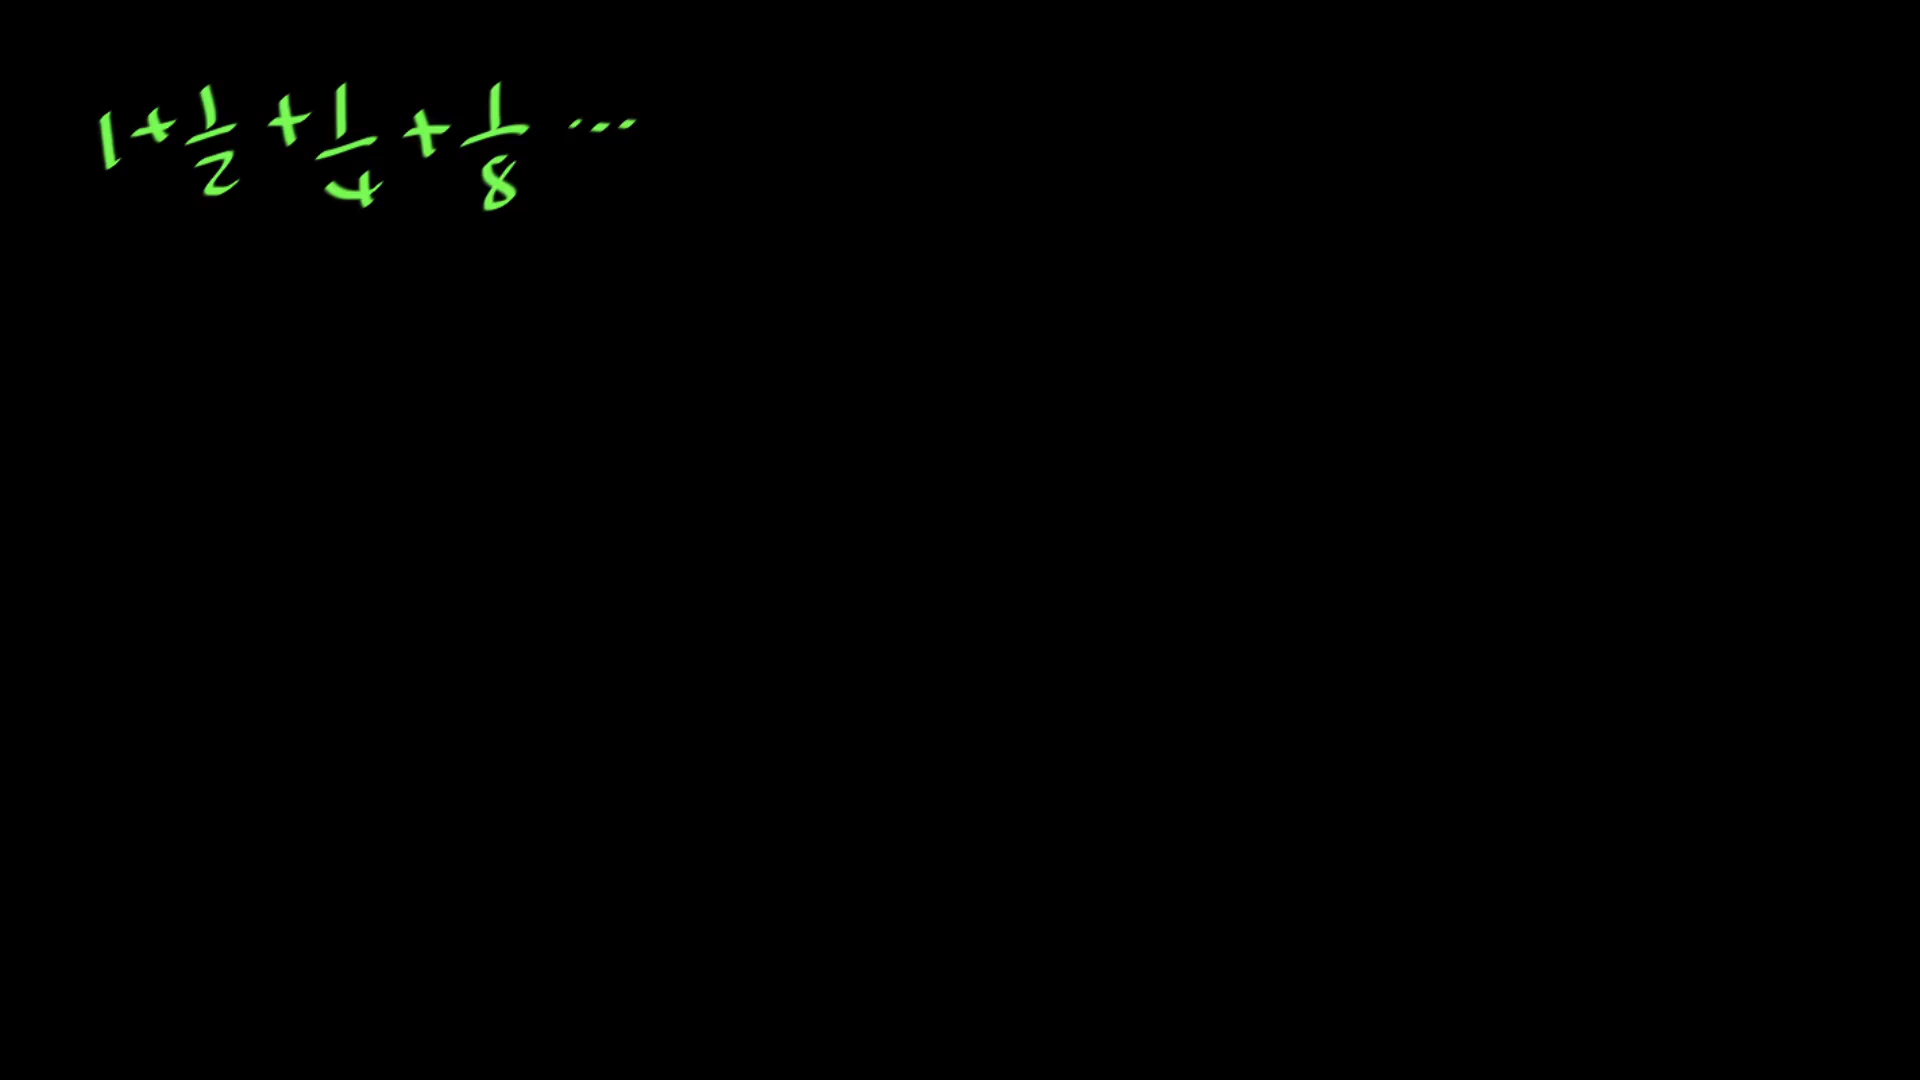 1 + 1/2 + 1/4 + 1/8 ...